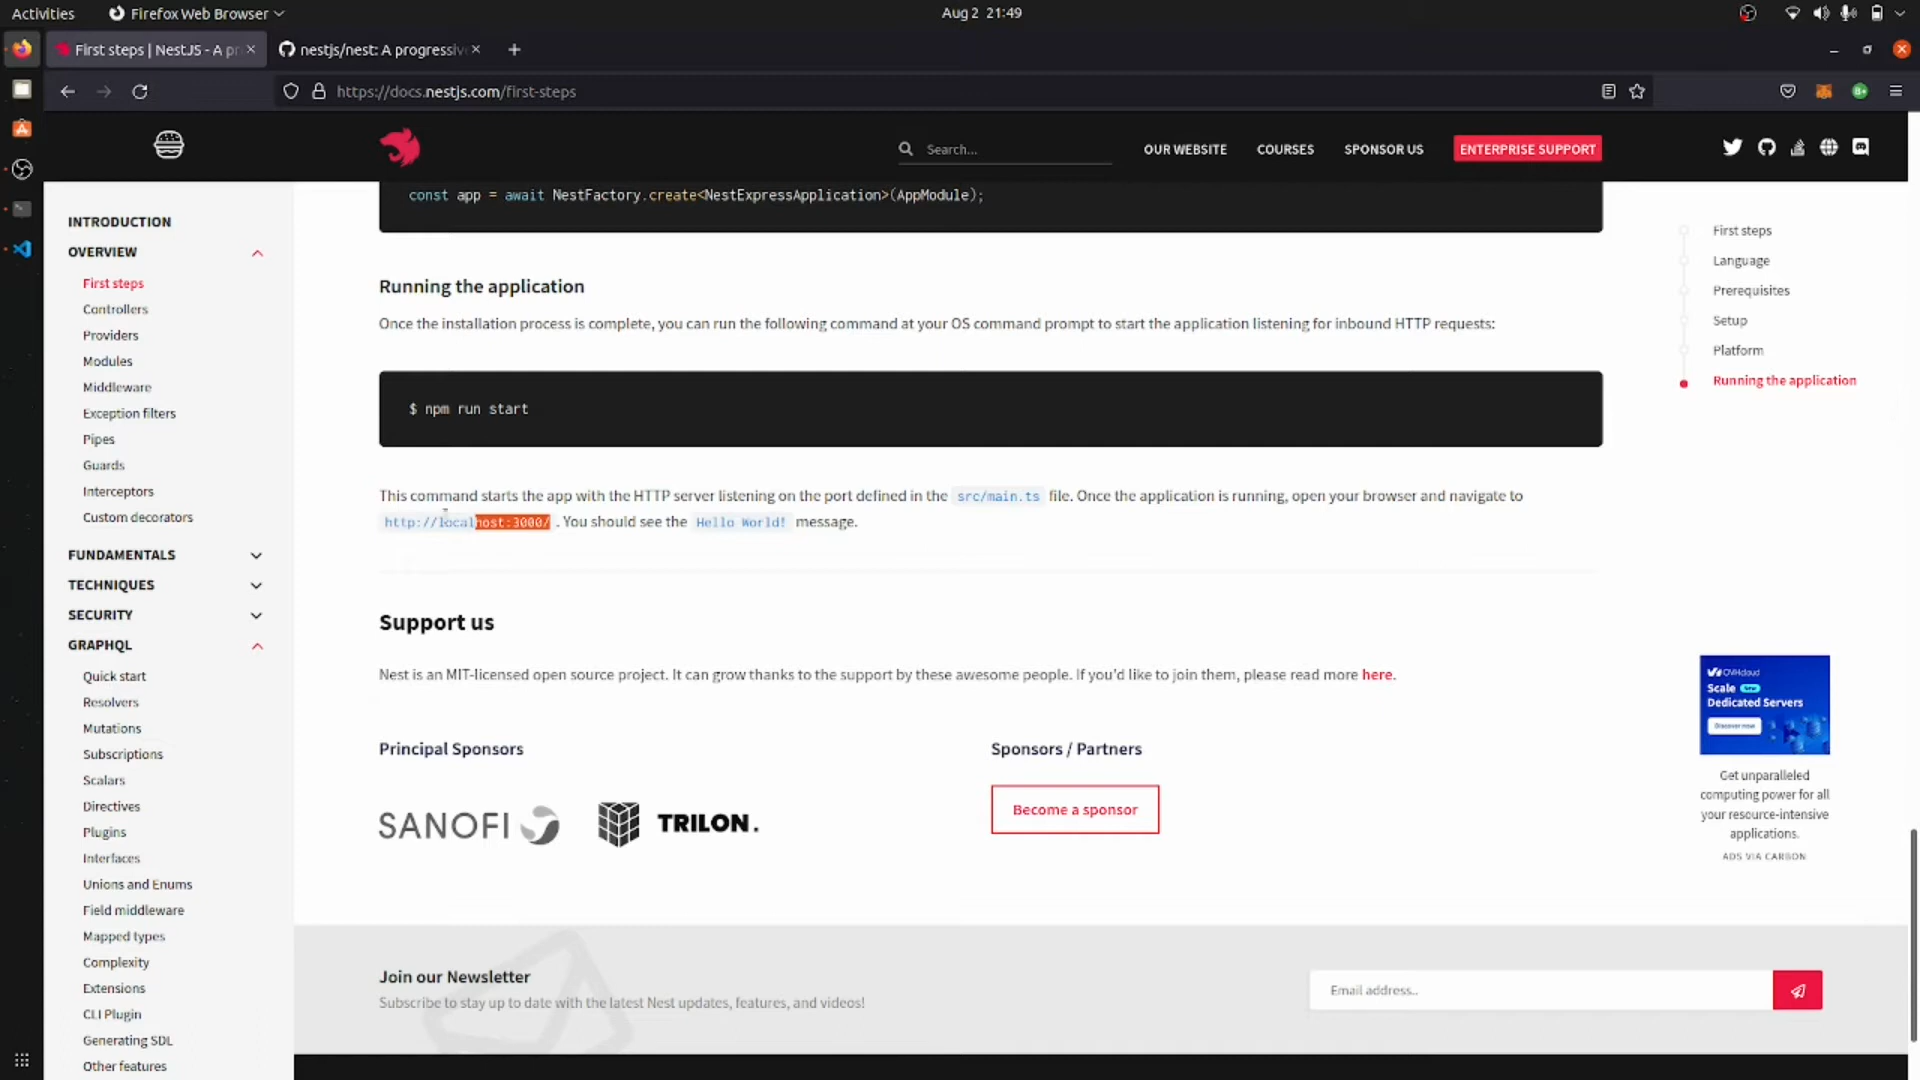 Activities
Firefox Web Browser
Aug 2 21:49
First steps | NestJS - A pr
nestjs/nest: A progressiv
https://docs.nestjs.com/first-steps
Search...
OUR WEBSITE
COURSES
SPONSOR US
ENTERPRISE SUPPORT
INTRODUCTION
OVERVIEW
First steps
Controllers
Providers
Modules
Middleware
Exception filters
Pipes
Guards
Interceptors
Custom decorators
FUNDAMENTALS
TECHNIQUES
SECURITY
GRAPHQL
Quick start
Resolvers
Mutations
Subscriptions
Scalars
Directives
Plugins
Interfaces
Unions and Enums
Field middleware
Mapped types
Complexity
Extensions
CLI Plugin
Generating SDL
Other features
const app = await NestFactory.create<NestExpressApplication>(AppModule);
Running the application
Once the installation process is complete, you can run the following command at your OS command prompt to start the application listening for inbound HTTP requests:
$ npm run start
This command starts the app with the HTTP server listening on the port defined in the src/main.ts file. Once the application is running, open your browser and navigate to
http://localhost:3000/ . You should see the Hello World! message.
Support us
Nest is an MIT-licensed open source project. It can grow thanks to the support by these awesome people. If you'd like to join them, please read more here.
Principal Sponsors
Sponsors / Partners
SANOFI
TRILON.
Become a sponsor
Join our Newsletter
Subscribe to stay up to date with the latest Nest updates, features, and videos!
Email address..
First steps
Language
Prerequisites
Setup
Platform
Running the application
OVHcloud
Scale New
Dedicated Servers
Discover now
Get unparalleled
computing power for all
your resource-intensive
applications.
ADS VIA CARBON